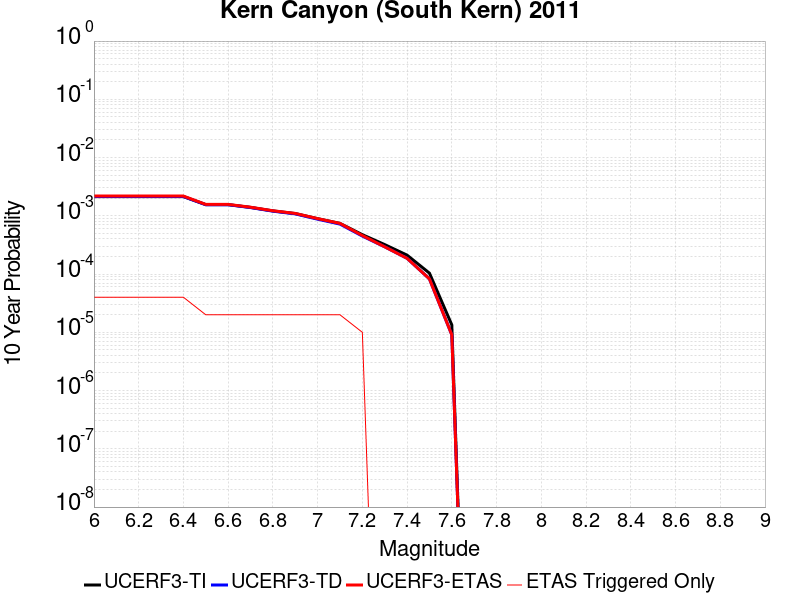 Kern Canyon (South Kern) 2011
10 Year Probability
10^0
10^-1
10^-2
10^-3
10^-4
10^-5
10^-6
10^-7
10^-8
6 6.2 6.4 6.6 6.8 7 7.2 7.4 7.6 7.8 8 8.2 8.4 8.6 8.8 9
Magnitude
UCERF3-TI UCERF3-TD UCERF3-ETAS ETAS Triggered Only